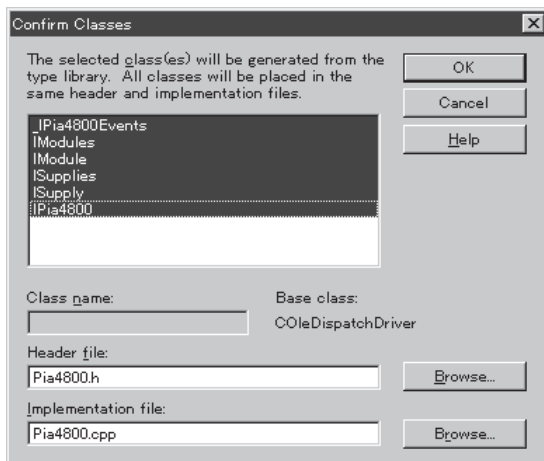 Confirm Classes
The selected class(es) will be generated from the
type library. All classes will be placed in the
same header and implementation files.
OK
Cancel
Help
_IPia4800Events
IModules
IModule
ISupplies
ISupply
IPia4800
Class name:
Base class:
COleDispatchDriver
Header file:
Pia4800.h
Browse...
Implementation file:
Pia4800.cpp
Browse...